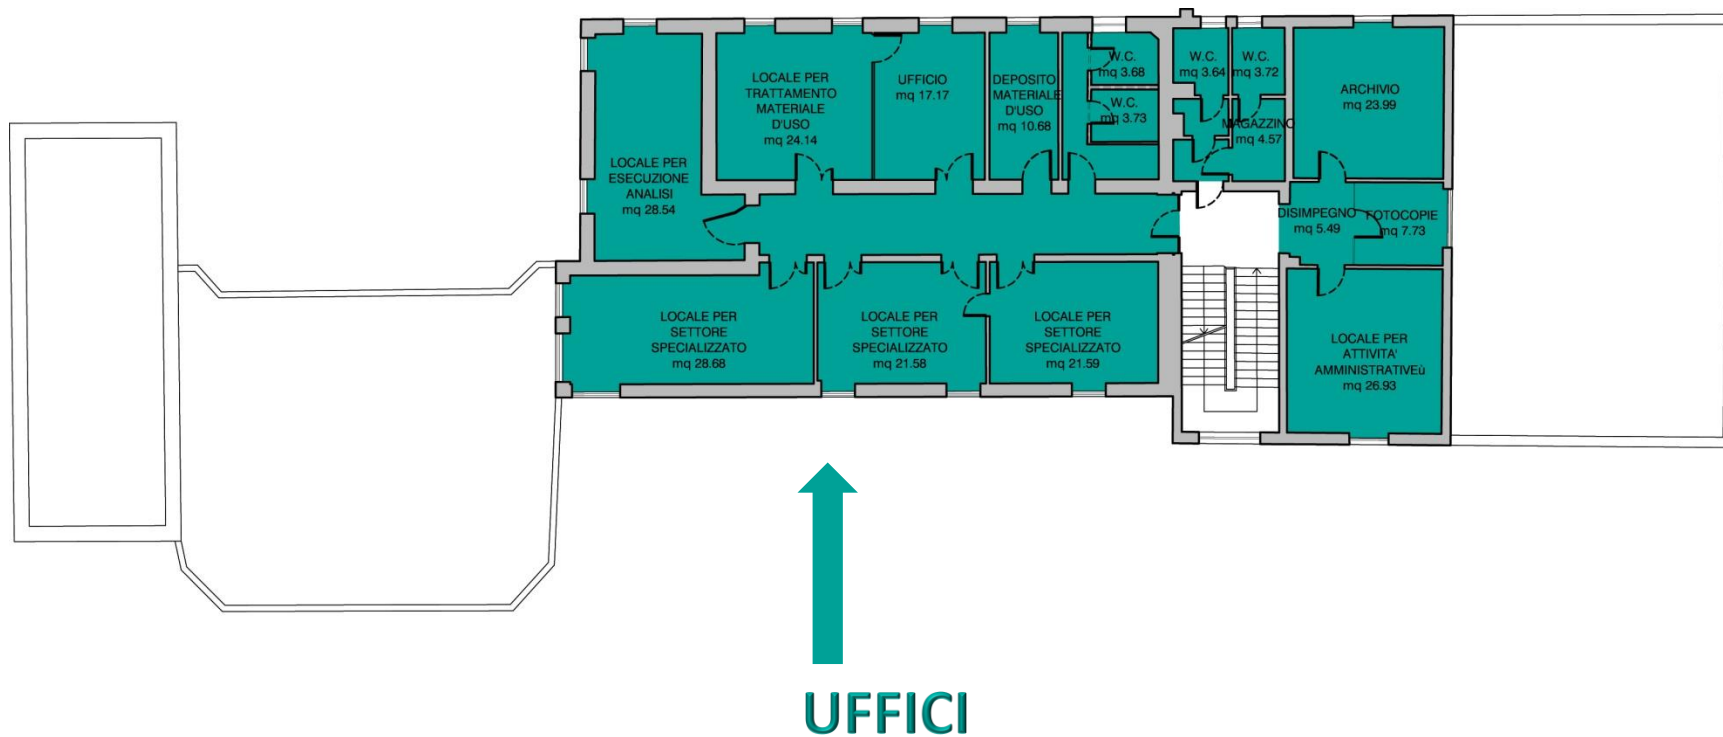 LOCALE PER
ESECUZIONE
ANALISI
mq 28.54
LOCALE PER
TRATTAMENTO
MATERIALE
D'USO
mq 24.14
UFFICIO
mq 17.17
DEPOSITO
MATERIALE
D'USO
mq 10.68
W.C.
mq 3.68
W.C.
mq 3.73
W.C.
mq 3.64
W.C.
mq 3.72
MAGAZZINO
mq 4.57
ARCHIVIO
mq 23.99
DISIMPEGNO
mq 5.49
FOTOCOPIE
mq 7.73
LOCALE PER
SETTORE
SPECIALIZZATO
mq 28.68
LOCALE PER
SETTORE
SPECIALIZZATO
mq 21.58
LOCALE PER
SETTORE
SPECIALIZZATO
mq 21.59
LOCALE PER
ATTIVITA'
AMMINISTRATIVEù
mq 26.93
UFFICI